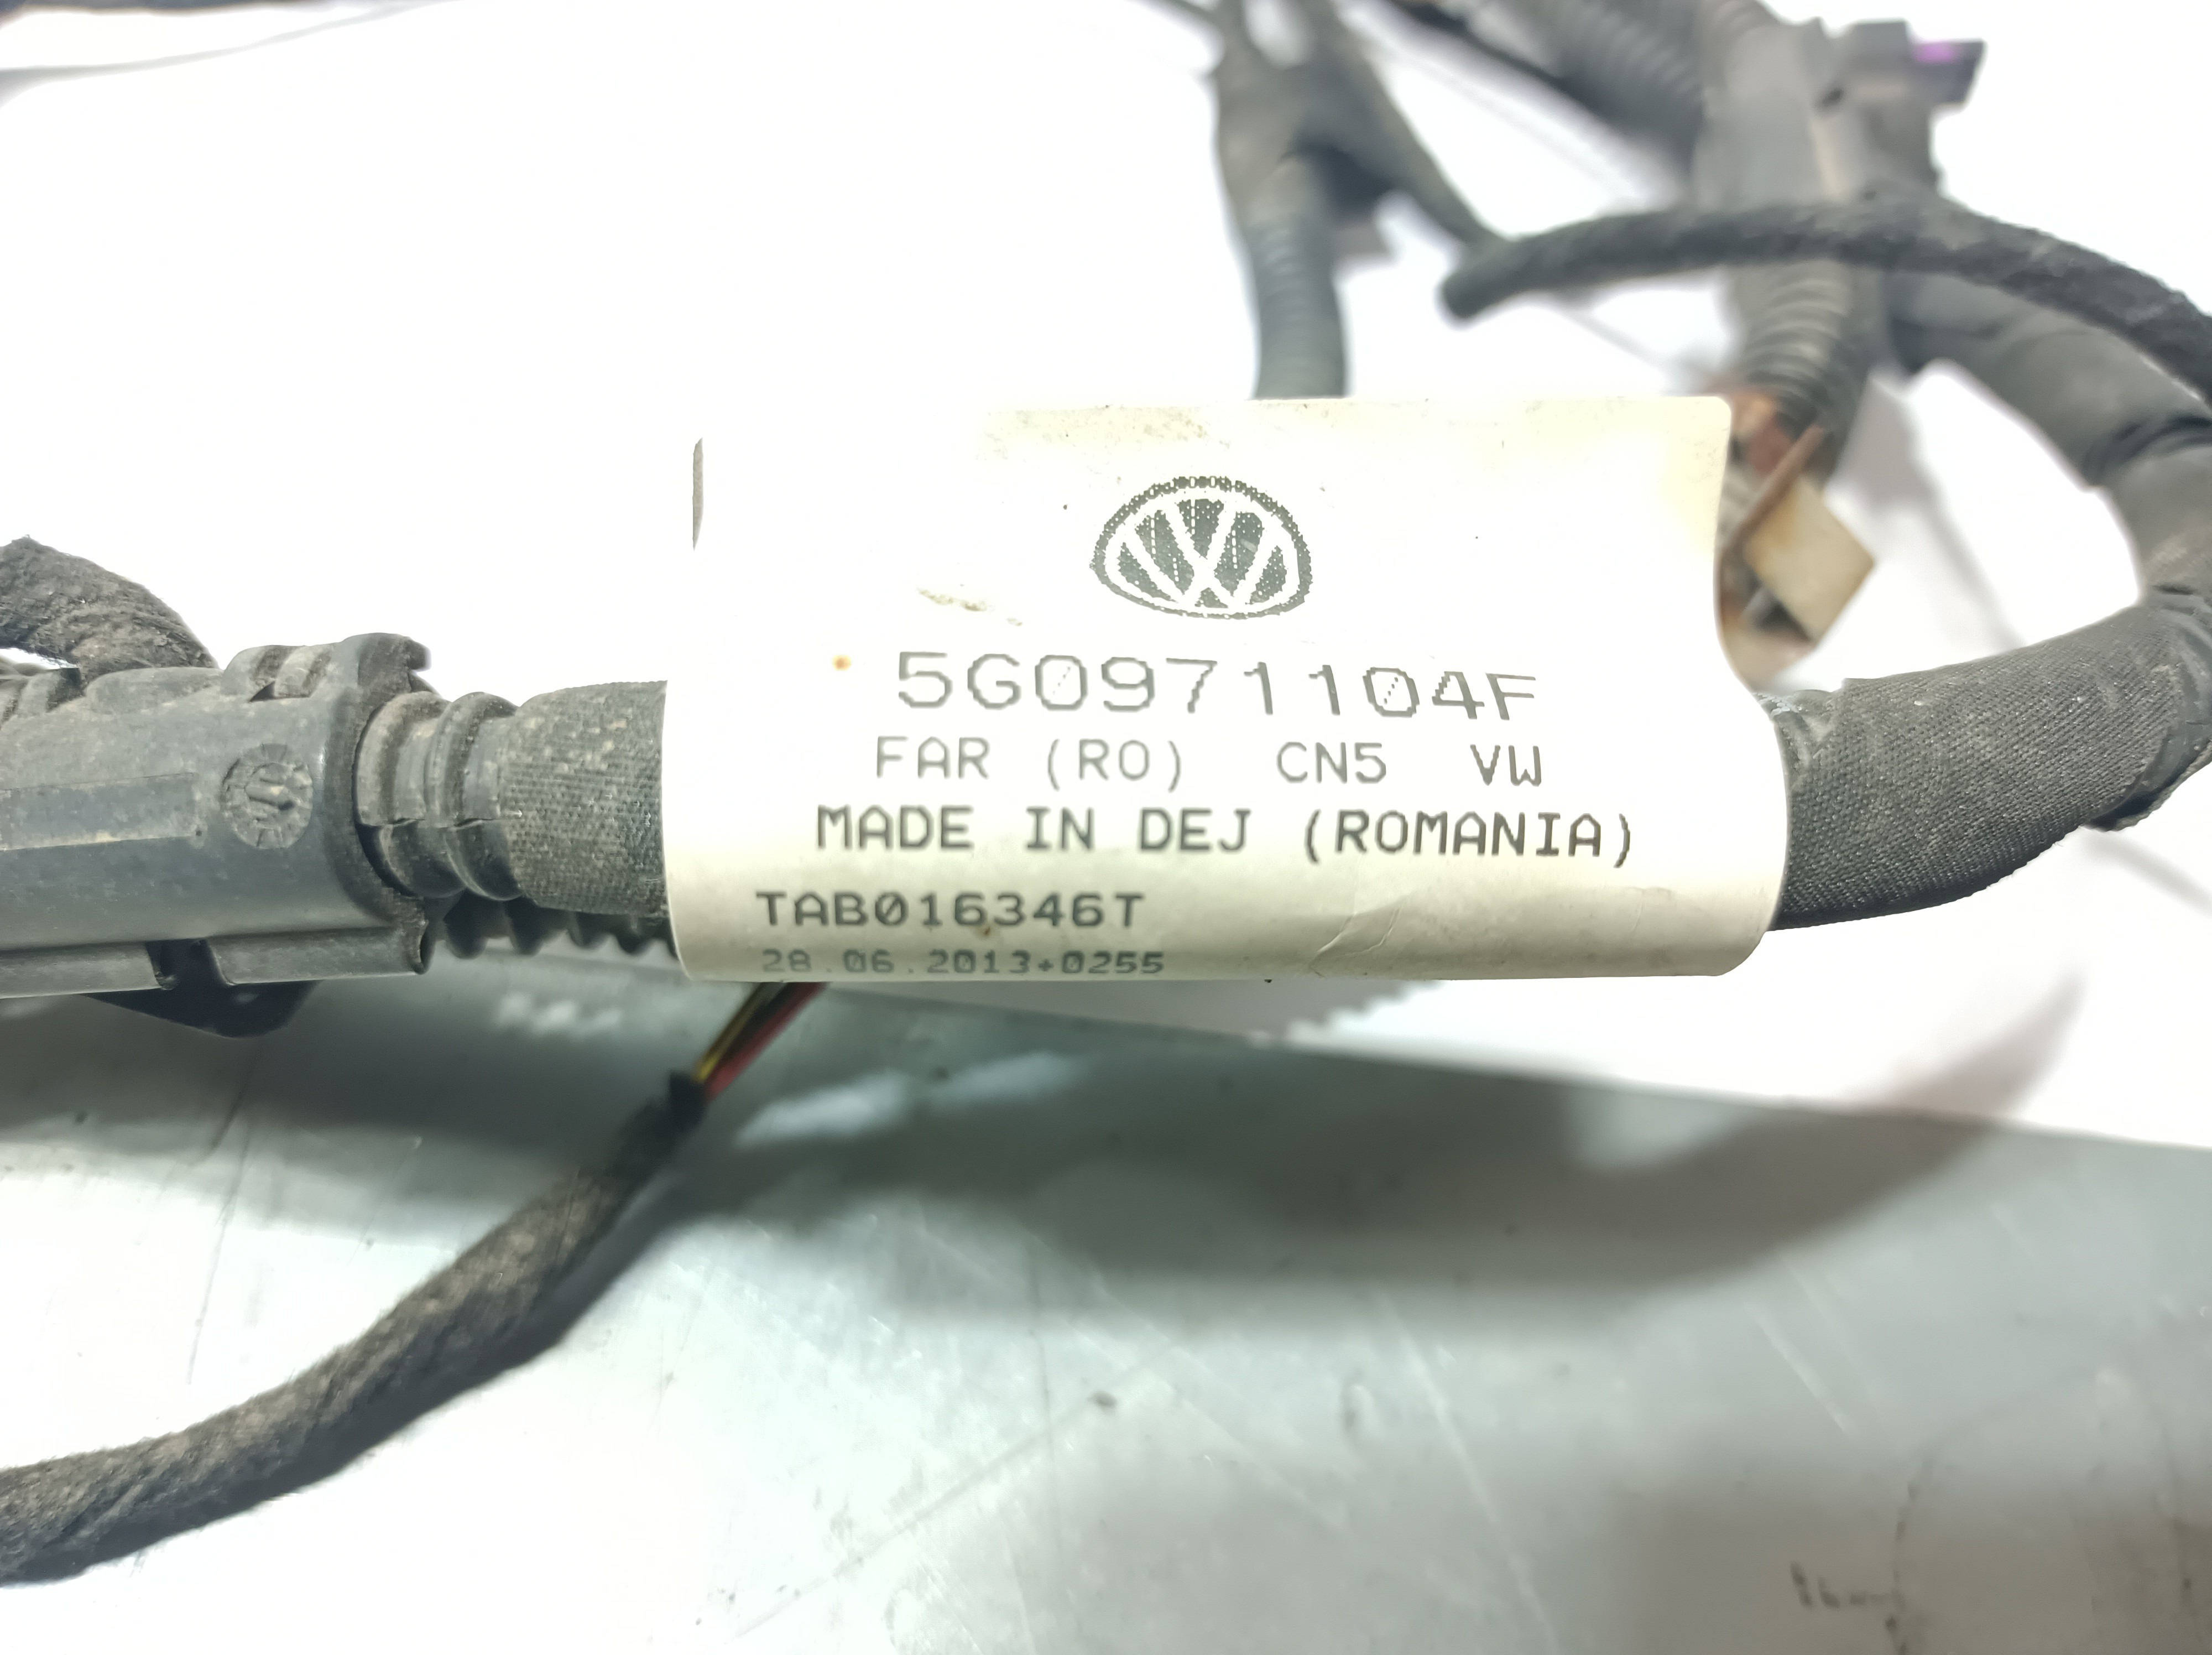 5G0971104F
FAR (RO) CN5 VW
MADE IN DEJ (ROMANIA)
TAB016346T
28.06.2013+0255